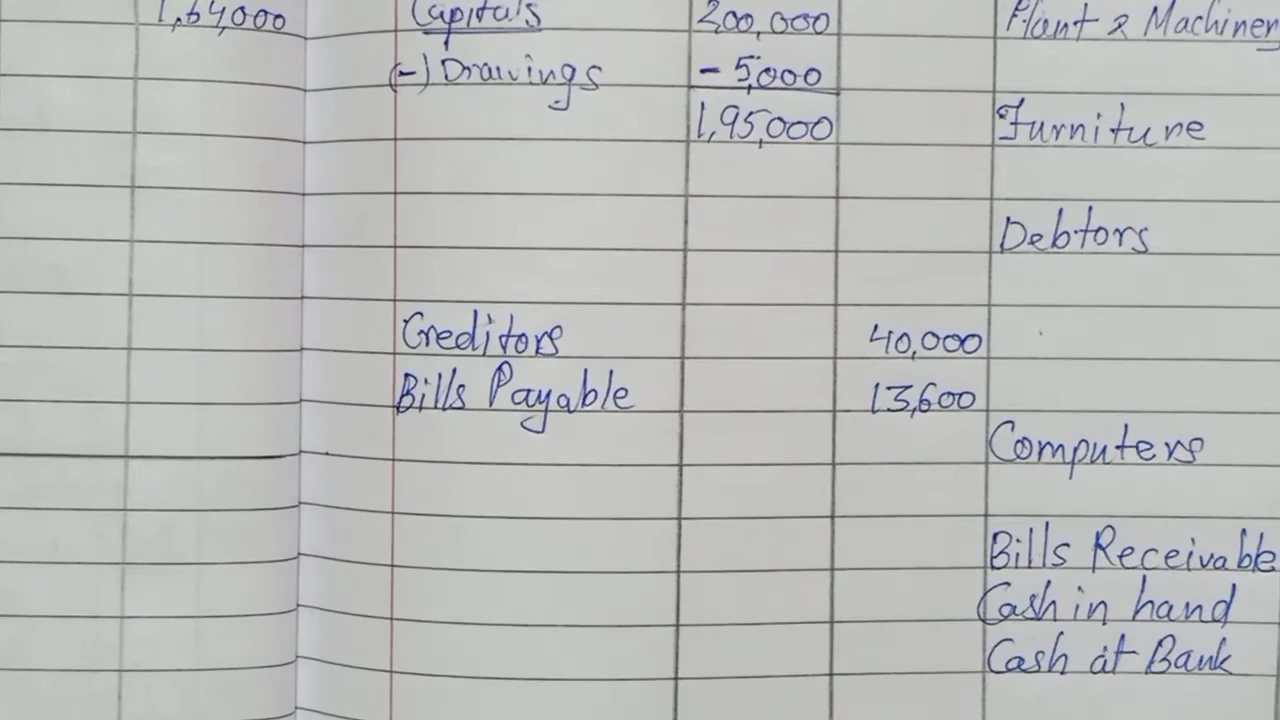 1,64,000 Capitals 200,000 Plant & Machiner
(-) Drawings - 5,000
1,95,000 Furniture
Debtors
Creditors 40,000
Bills Payable 13,600
Computers
Bills Receivable
Cash in hand
Cash at Bank